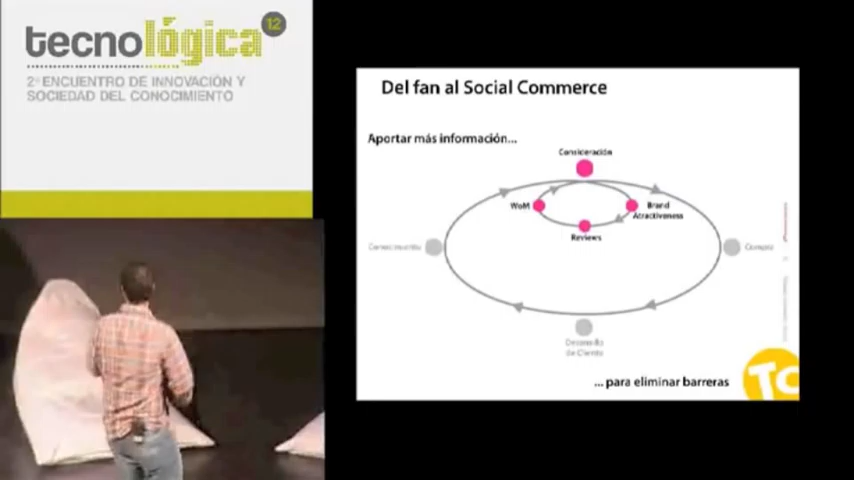 tecnológica 12
2º ENCUENTRO DE INNOVACIÓN Y
SOCIEDAD DEL CONOCIMIENTO
Del fan al Social Commerce
Aportar más información...
Consideración
WoM
Brand
Atractiveness
Reviews
Conocimiento
Compra
Desarrollo
de Cliente
... para eliminar barreras
TC